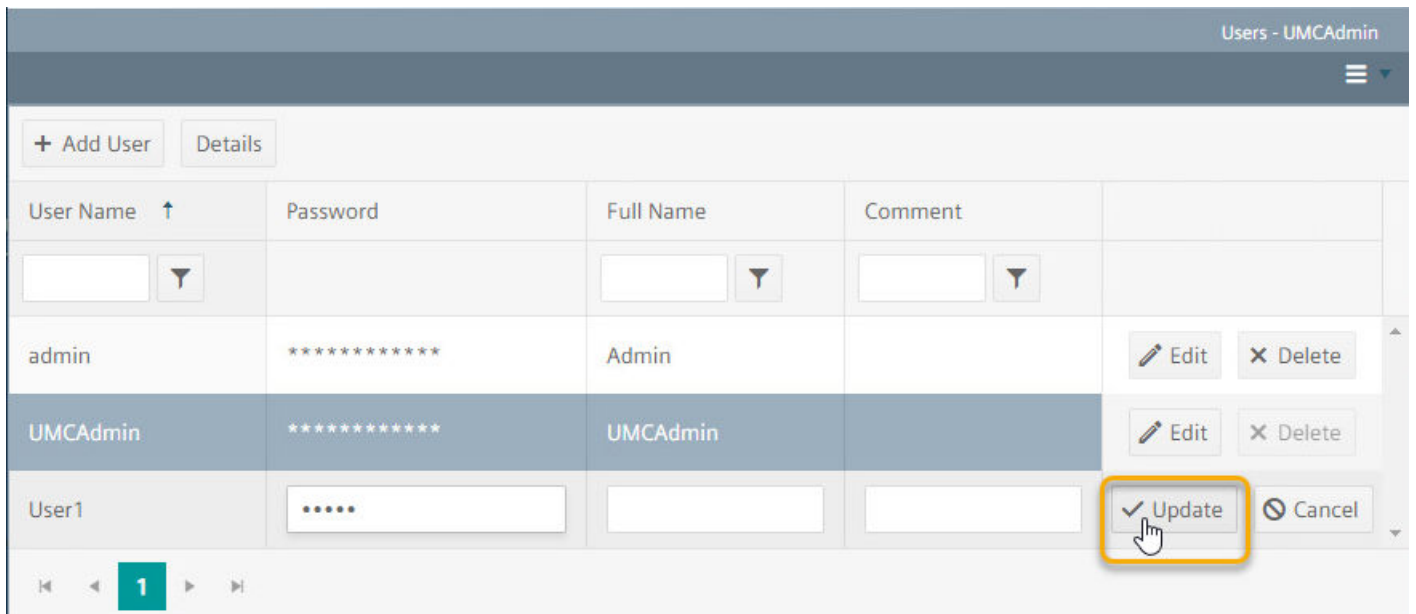 Users - UMCAdmin
+ Add User Details
User Name ↑ Password Full Name Comment
admin ************ Admin Edit × Delete
UMCAdmin ************ UMCAdmin Edit × Delete
User1 ••••• ✓ Update Cancel
1